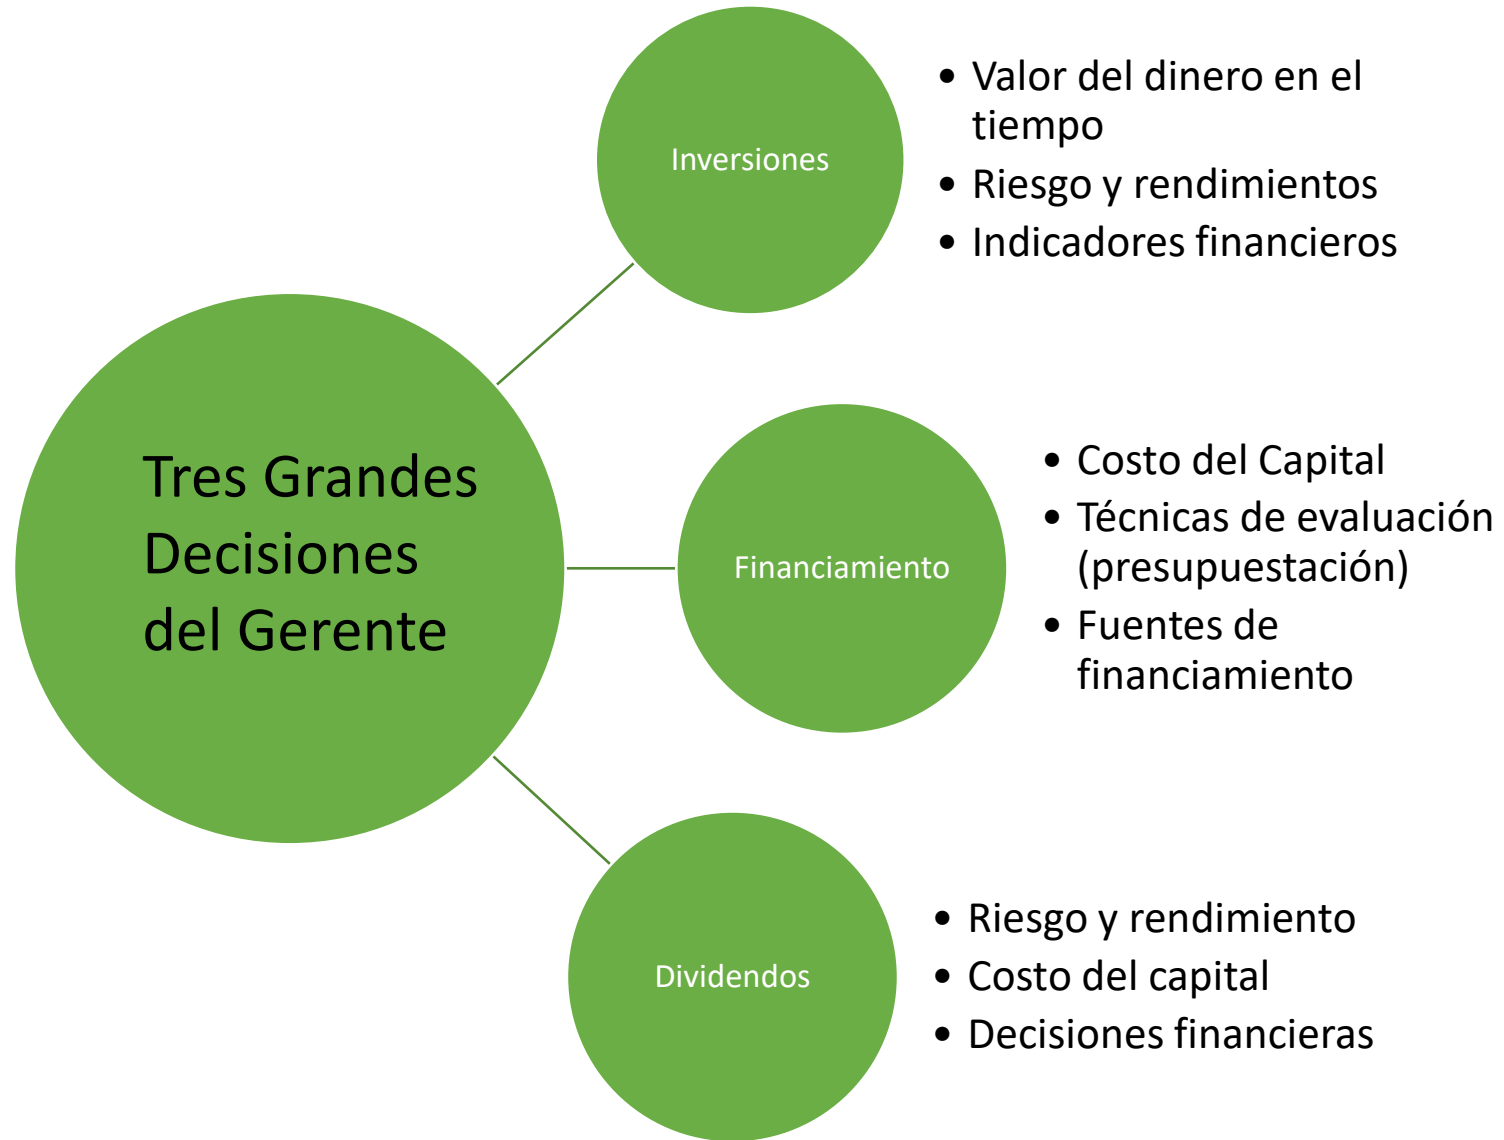 Tres Grandes
Decisiones
del Gerente
Inversiones
• Valor del dinero en el
tiempo
• Riesgo y rendimientos
• Indicadores financieros
Financiamiento
• Costo del Capital
• Técnicas de evaluación
(presupuestación)
• Fuentes de
financiamiento
Dividendos
• Riesgo y rendimiento
• Costo del capital
• Decisiones financieras